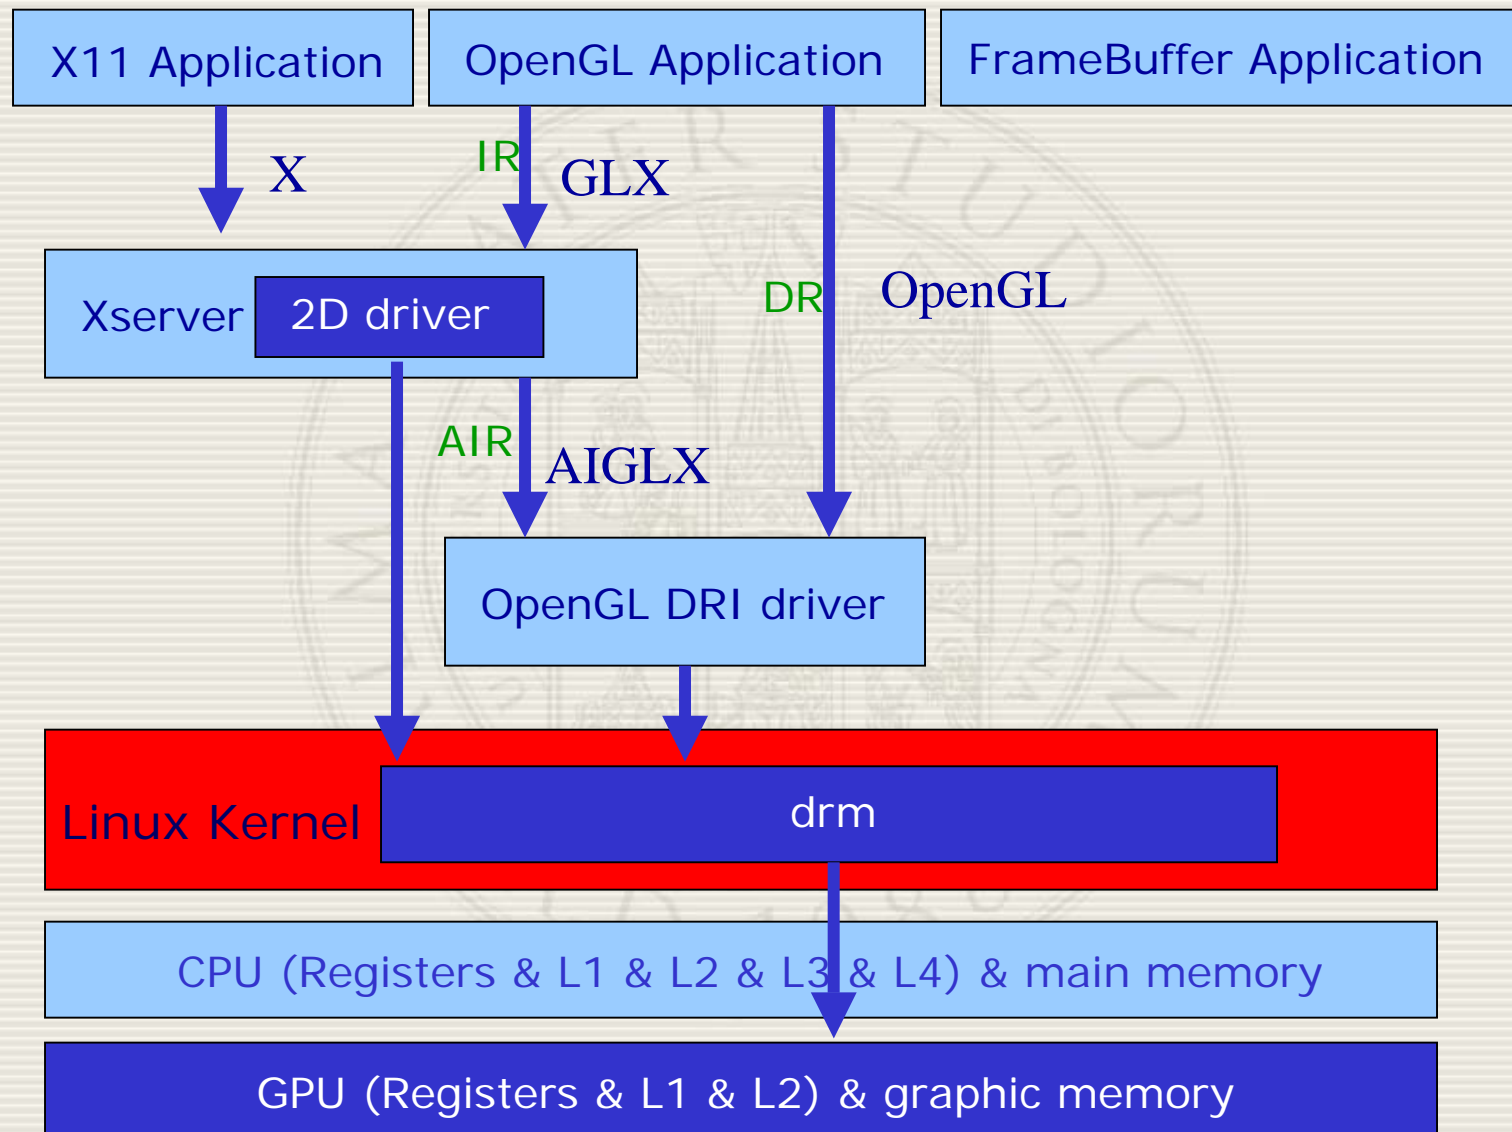 X11 Application
OpenGL Application
FrameBuffer Application
X
IR
GLX
Xserver
2D driver
DR
OpenGL
AIR
AIGLX
OpenGL DRI driver
Linux Kernel
drm
CPU (Registers & L1 & L2 & L3 & L4) & main memory
GPU (Registers & L1 & L2) & graphic memory